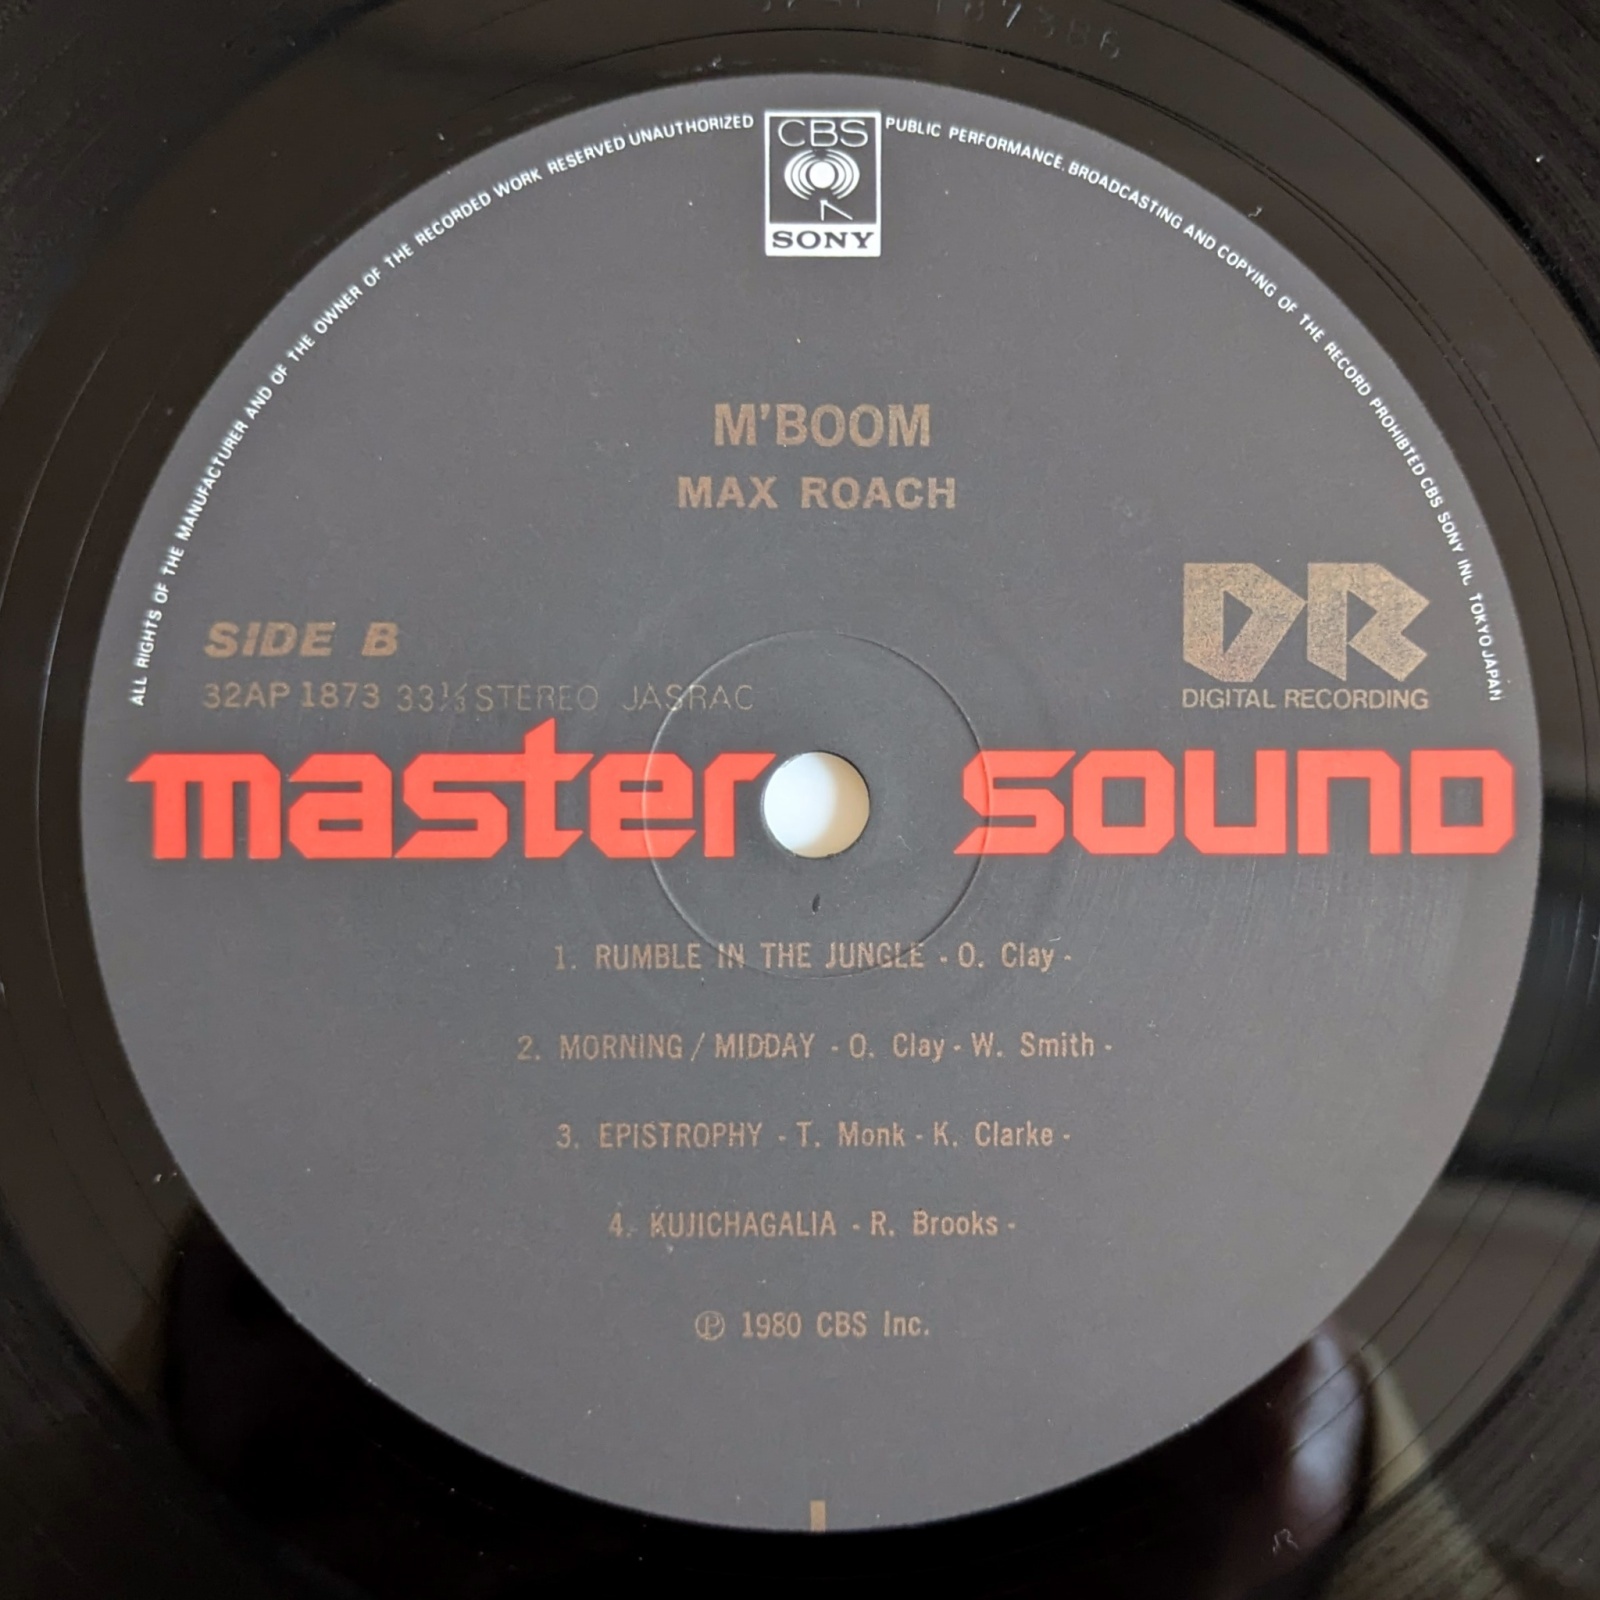 ALL RIGHTS OF THE MANUFACTURER AND OF THE OWNER OF THE RECORDED WORK RESERVED UNAUTHORIZED PUBLIC PERFORMANCE. BROADCASTING AND COPYING OF THE RECORD PROHIBTED CBS SONY INC. TOKYO JAPAN
CBS
SONY
M'BOOM
MAX ROACH
DR
DIGITAL RECORDING
SIDE B
32AP 1873 33⅓ STEREO JASRAC
master sound
1. RUMBLE IN THE JUNGLE - O. Clay -
2. MORNING / MIDDAY - O. Clay - W. Smith -
3. EPISTROPHY - T. Monk - K. Clarke -
4. KUJICHAGALIA - R. Brooks -
℗ 1980 CBS Inc.